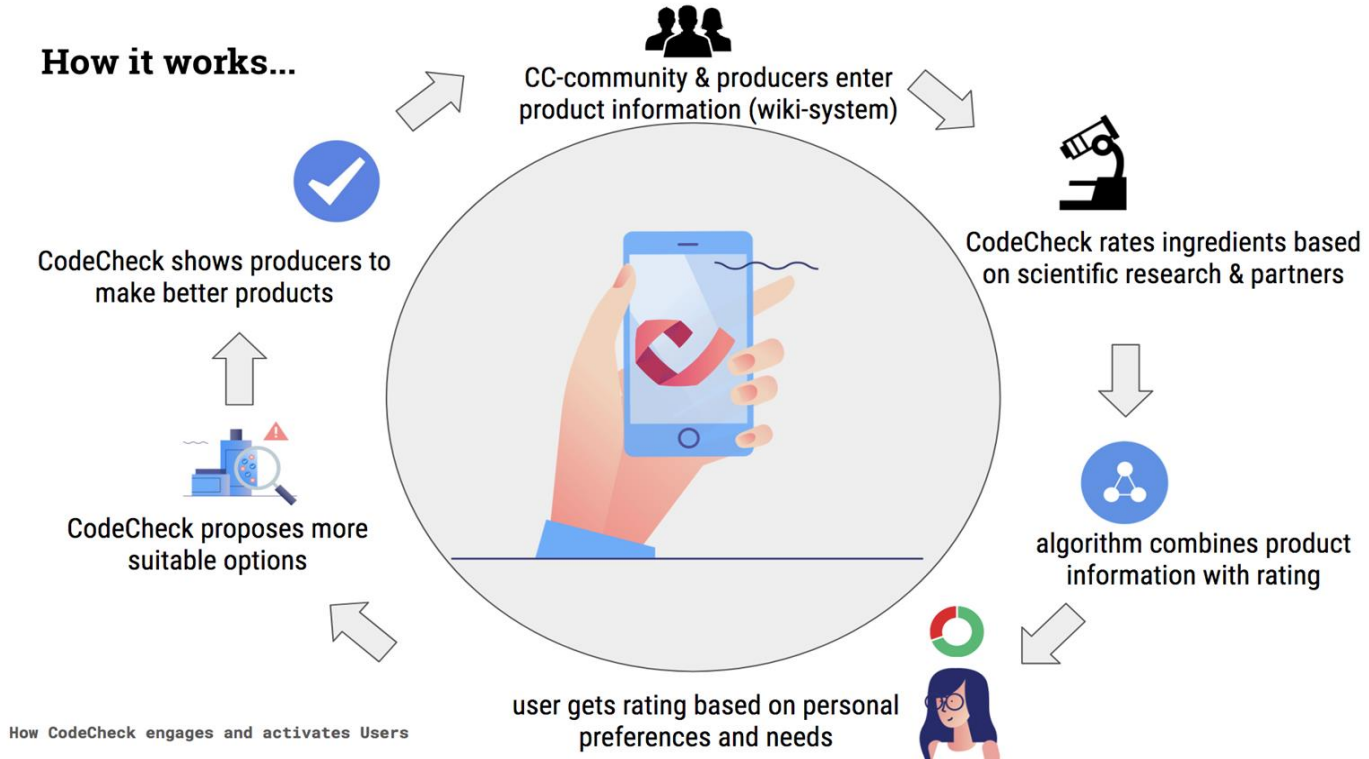 How it works...
CC-community & producers enter
product information (wiki-system)
CodeCheck rates ingredients based
on scientific research & partners
algorithm combines product
information with rating
user gets rating based on personal
preferences and needs
CodeCheck proposes more
suitable options
CodeCheck shows producers to
make better products
How CodeCheck engages and activates Users